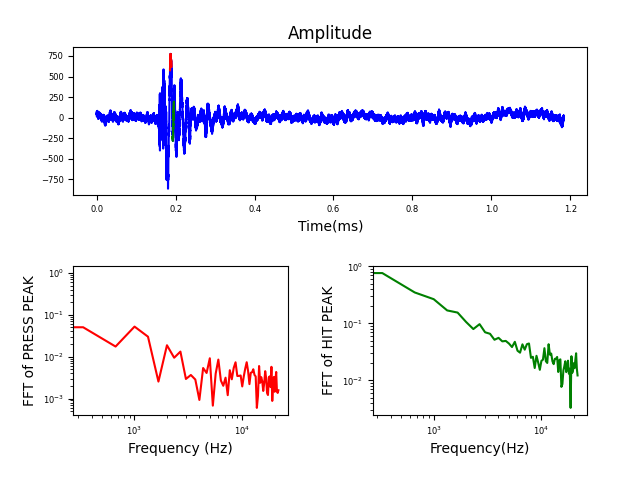 Amplitude
750
500
250
0
−250
−500
−750
0.0 0.2 0.4 0.6 0.8 1.0 1.2
Time(ms)
FFT of PRESS PEAK
10⁰
10⁻¹
10⁻²
10⁻³
10³ 10⁴
Frequency (Hz)
FFT of HIT PEAK
10⁰
10⁻¹
10⁻²
10³ 10⁴
Frequency(Hz)